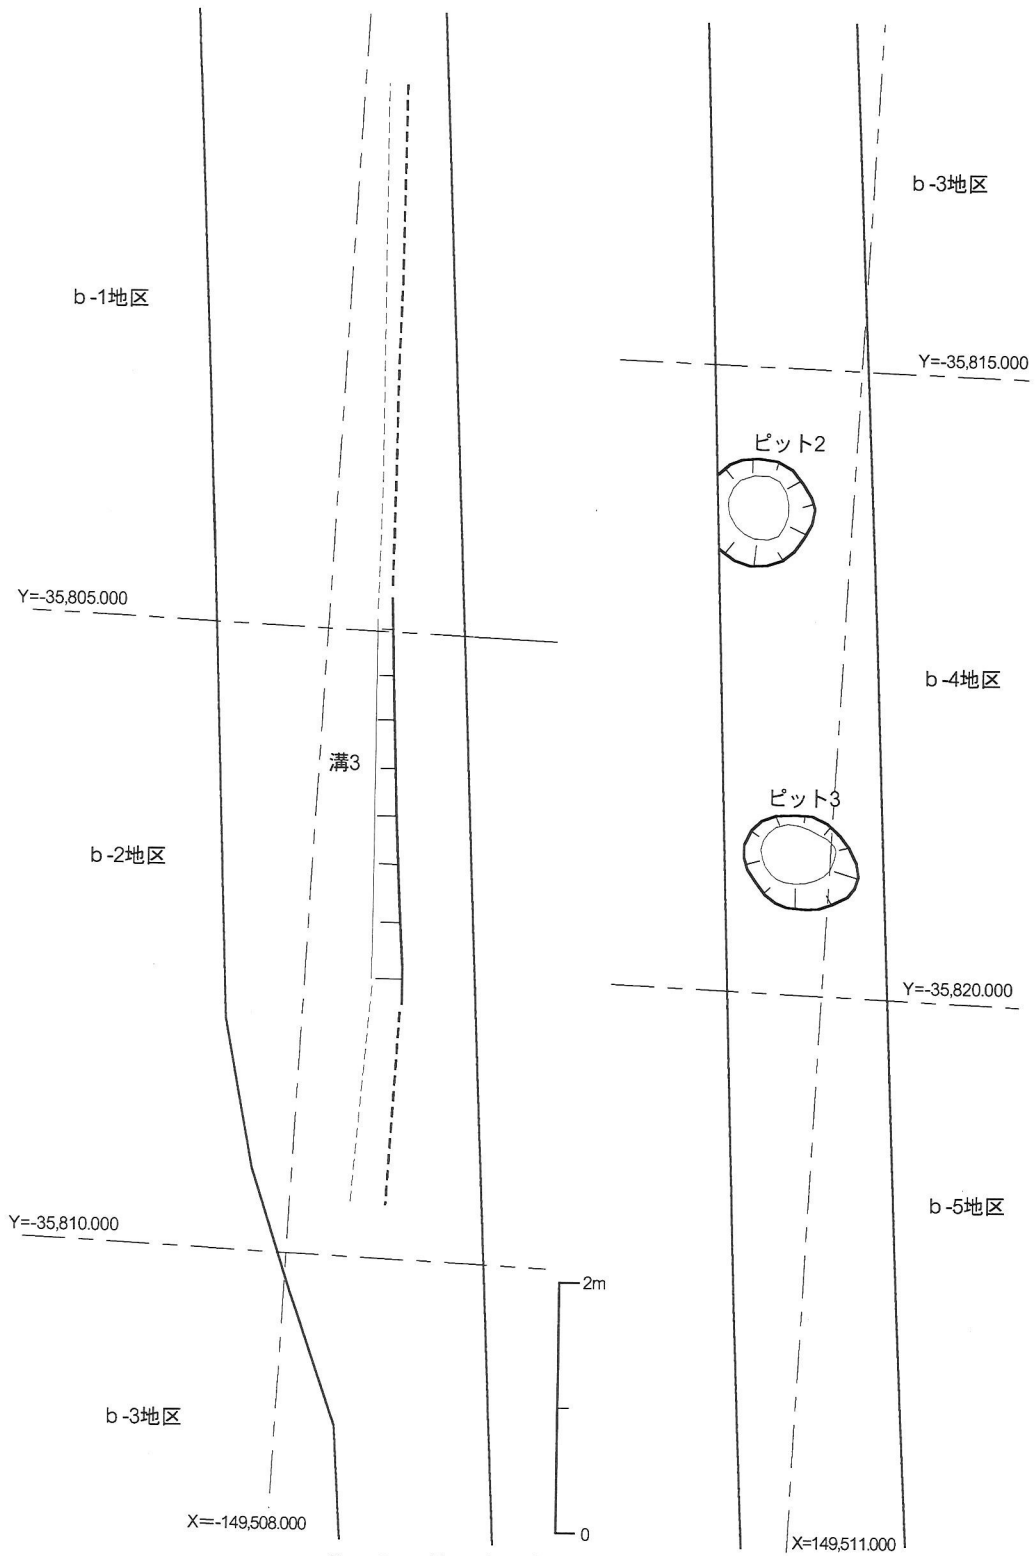 b-1地区
Y=-35,805.000
溝3
b-2地区
Y=-35,810.000
b-3地区
X=-149,508.000
2m
0
b-3地区
Y=-35,815.000
ピット2
b-4地区
ピット3
Y=-35,820.000
b-5地区
X=149,511.000